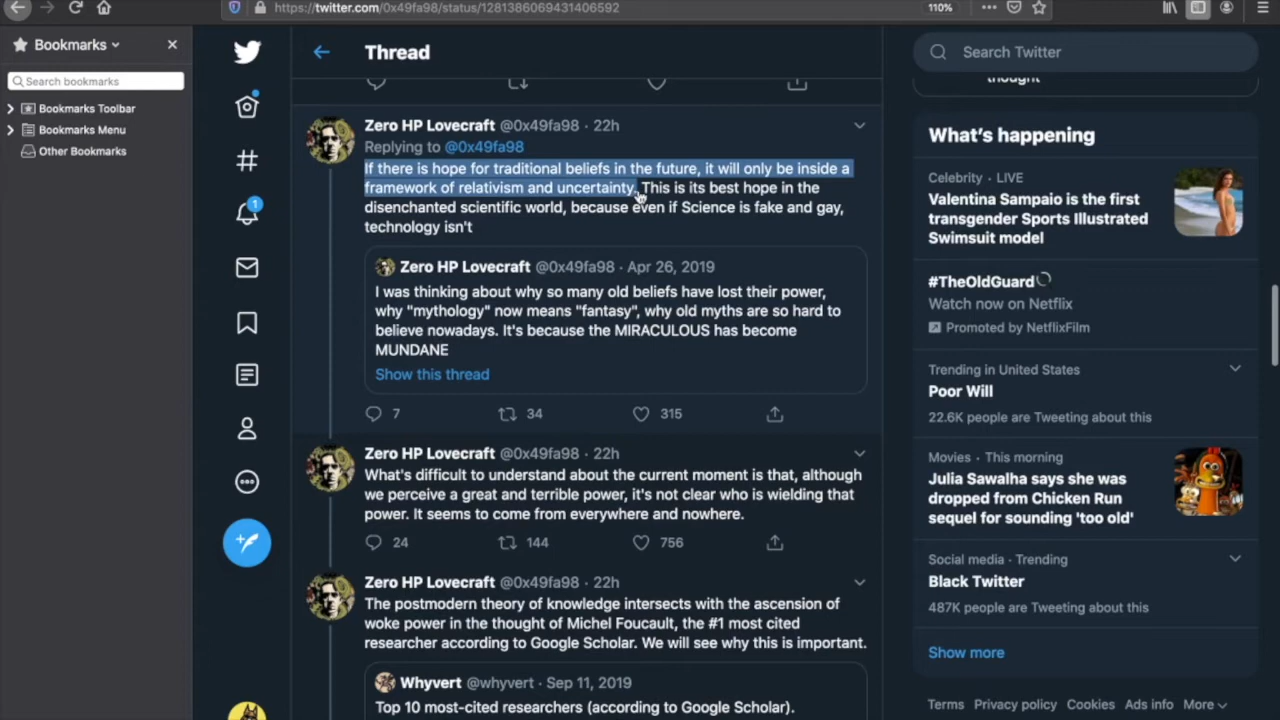 https://twitter.com/0x49fa98/status/1281386069431406592
110%
Bookmarks
Search bookmarks
Bookmarks Toolbar
Bookmarks Menu
Other Bookmarks
1
Thread
Zero HP Lovecraft @0x49fa98 · 22h
Replying to @0x49fa98
If there is hope for traditional beliefs in the future, it will only be inside a
framework of relativism and uncertainty. This is its best hope in the
disenchanted scientific world, because even if Science is fake and gay,
technology isn't
Zero HP Lovecraft @0x49fa98 · Apr 26, 2019
I was thinking about why so many old beliefs have lost their power,
why "mythology" now means "fantasy", why old myths are so hard to
believe nowadays. It's because the MIRACULOUS has become
MUNDANE
Show this thread
7 34 315
Zero HP Lovecraft @0x49fa98 · 22h
What's difficult to understand about the current moment is that, although
we perceive a great and terrible power, it's not clear who is wielding that
power. It seems to come from everywhere and nowhere.
24 144 756
Zero HP Lovecraft @0x49fa98 · 22h
The postmodern theory of knowledge intersects with the ascension of
woke power in the thought of Michel Foucault, the #1 most cited
researcher according to Google Scholar. We will see why this is important.
Whyvert @whyvert · Sep 11, 2019
Top 10 most-cited researchers (according to Google Scholar).
Search Twitter
thought
What's happening
Celebrity · LIVE
Valentina Sampaio is the first
transgender Sports Illustrated
Swimsuit model
#TheOldGuard
Watch now on Netflix
Promoted by NetflixFilm
Trending in United States
Poor Will
22.6K people are Tweeting about this
Movies · This morning
Julia Sawalha says she was
dropped from Chicken Run
sequel for sounding 'too old'
Social media · Trending
Black Twitter
487K people are Tweeting about this
Show more
Terms Privacy policy Cookies Ads info More